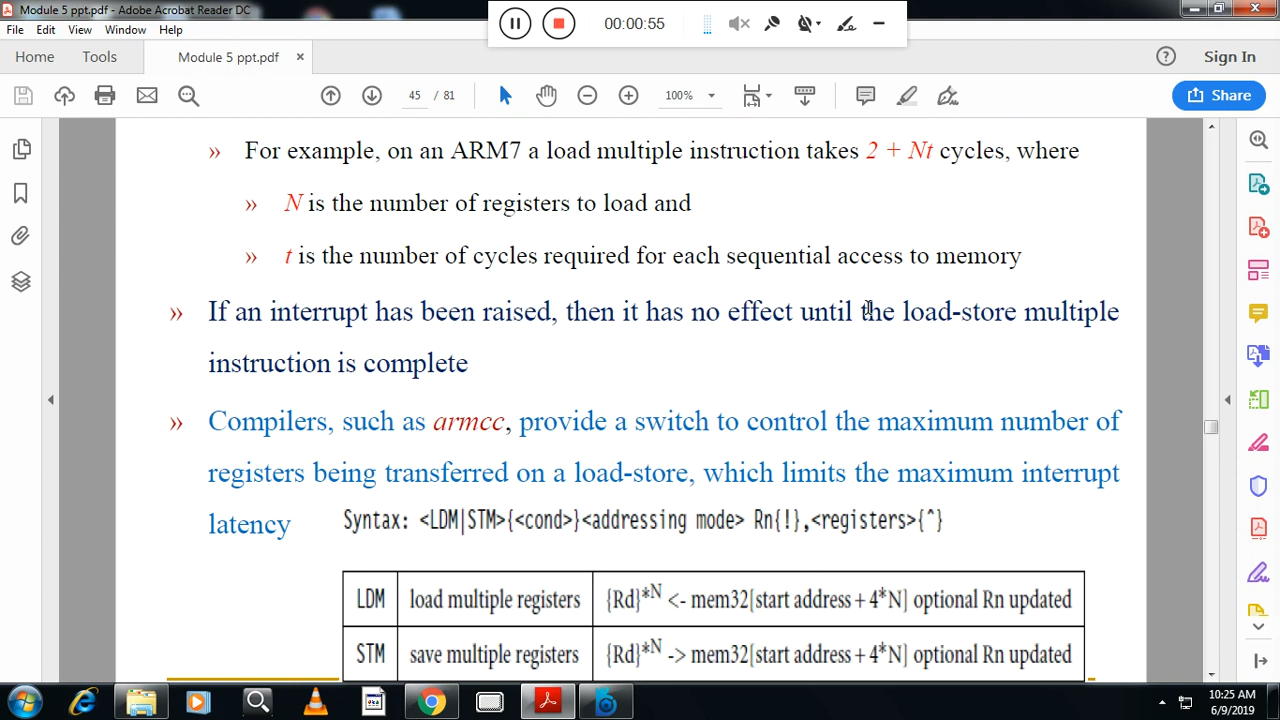 Module 5 ppt.pdf - Adobe Acrobat Reader DC
00:00:55
File Edit View Window Help
Home Tools Module 5 ppt.pdf × Sign In
45 / 81 100% Share
» For example, on an ARM7 a load multiple instruction takes 2 + Nt cycles, where
» N is the number of registers to load and
» t is the number of cycles required for each sequential access to memory
» If an interrupt has been raised, then it has no effect until the load-store multiple
instruction is complete
» Compilers, such as armcc, provide a switch to control the maximum number of
registers being transferred on a load-store, which limits the maximum interrupt
latency
Syntax: <LDM|STM>{<cond>}<addressing mode> Rn{!},<registers>{^}
LDM load multiple registers {Rd}*N <- mem32[start address + 4*N] optional Rn updated
STM save multiple registers {Rd}*N -> mem32[start address + 4*N] optional Rn updated
10:25 AM
6/9/2019